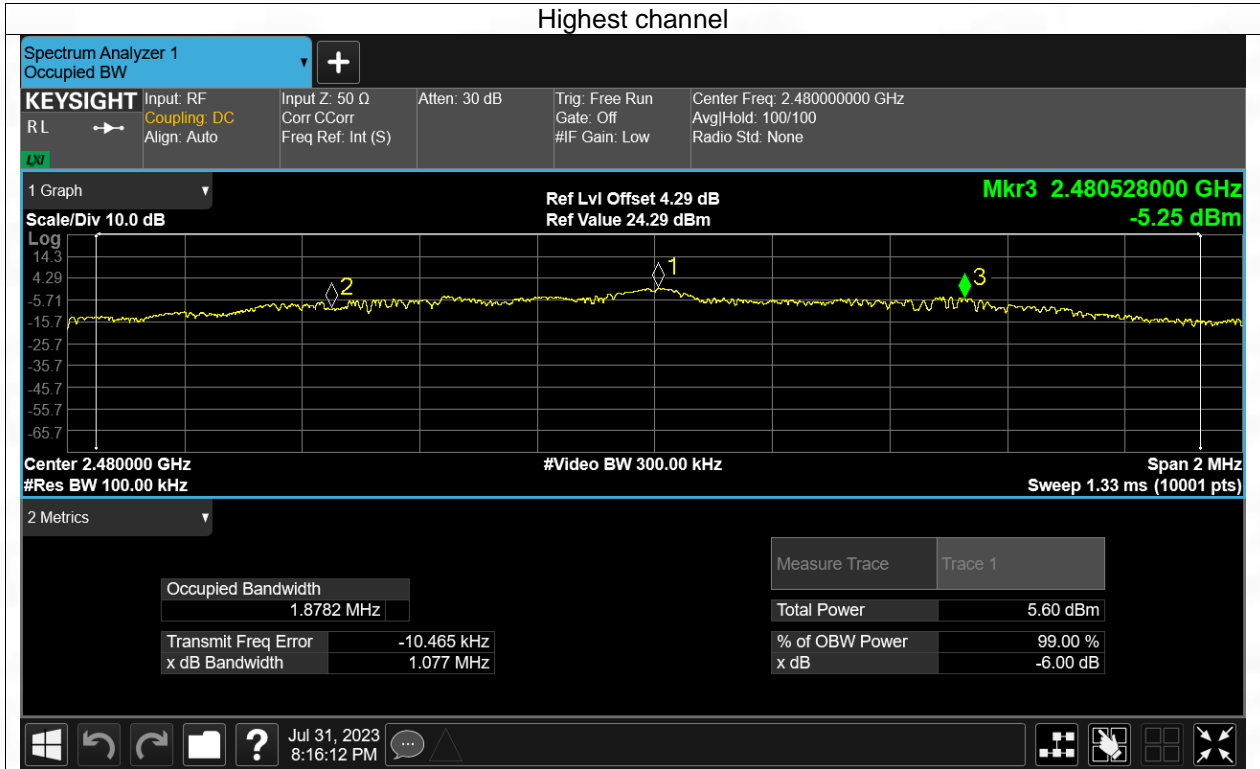 Highest channel
Spectrum Analyzer 1
Occupied BW
KEYSIGHT
R L
LXI
Input: RF
Coupling: DC
Align: Auto
Input Z: 50 Ω
Corr CCorr
Freq Ref: Int (S)
Atten: 30 dB
Trig: Free Run
Gate: Off
#IF Gain: Low
Center Freq: 2.480000000 GHz
Avg|Hold: 100/100
Radio Std: None
1 Graph
Scale/Div 10.0 dB
Ref Lvl Offset 4.29 dB
Ref Value 24.29 dBm
Mkr3 2.480528000 GHz
-5.25 dBm
Log
14.3
4.29
-5.71
-15.7
-25.7
-35.7
-45.7
-55.7
-65.7
2
1
3
Center 2.480000 GHz
#Res BW 100.00 kHz
#Video BW 300.00 kHz
Span 2 MHz
Sweep 1.33 ms (10001 pts)
2 Metrics
Measure Trace Trace 1
Occupied Bandwidth
1.8782 MHz
Total Power 5.60 dBm
Transmit Freq Error -10.465 kHz
% of OBW Power 99.00 %
x dB Bandwidth 1.077 MHz
x dB -6.00 dB
?
Jul 31, 2023
8:16:12 PM